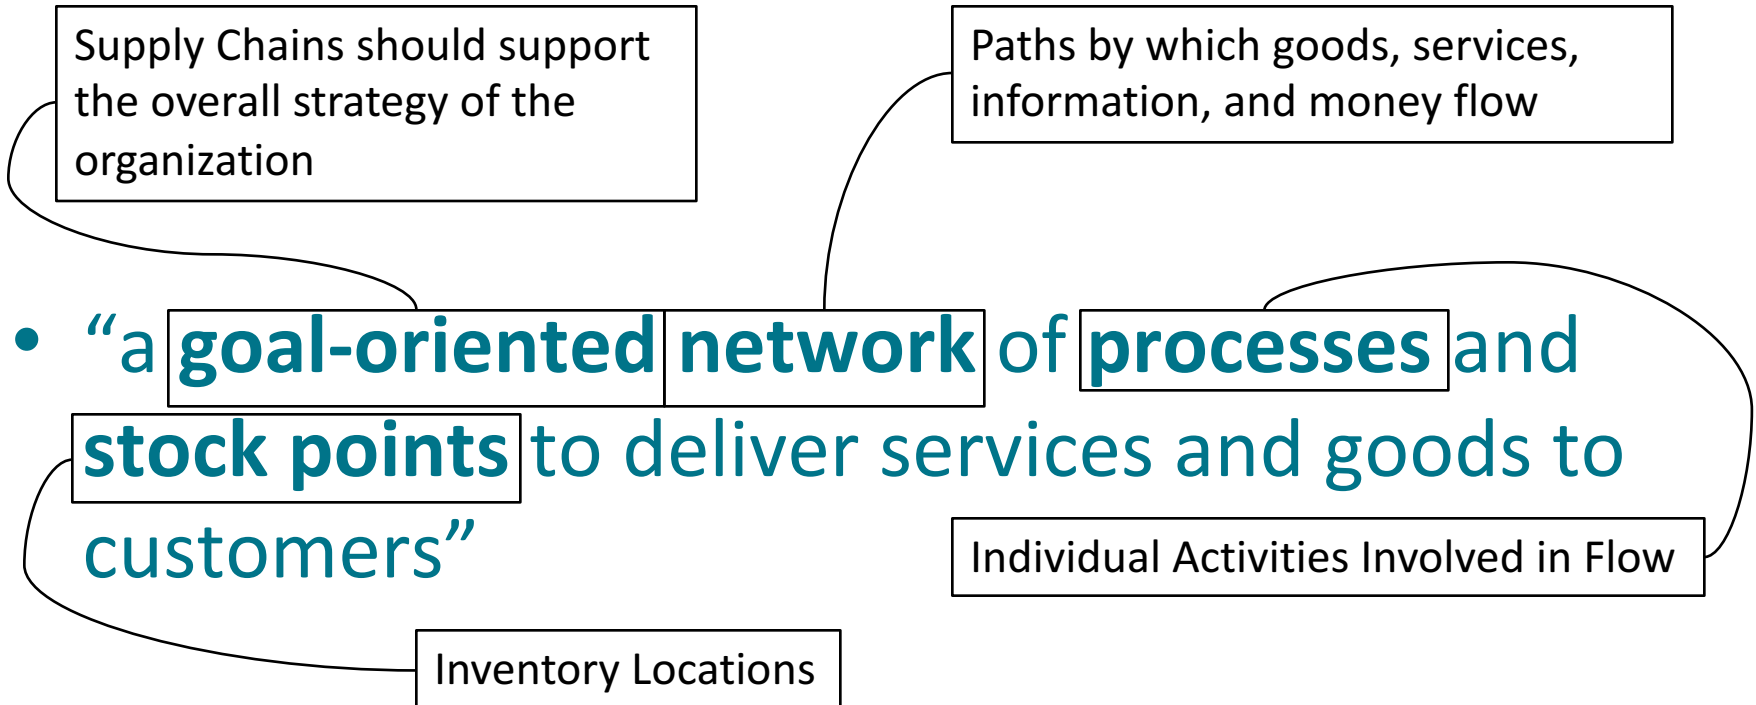 Supply Chains should support
the overall strategy of the
organization
Paths by which goods, services,
information, and money flow
• “a goal-oriented network of processes and
stock points to deliver services and goods to
customers”
Individual Activities Involved in Flow
Inventory Locations